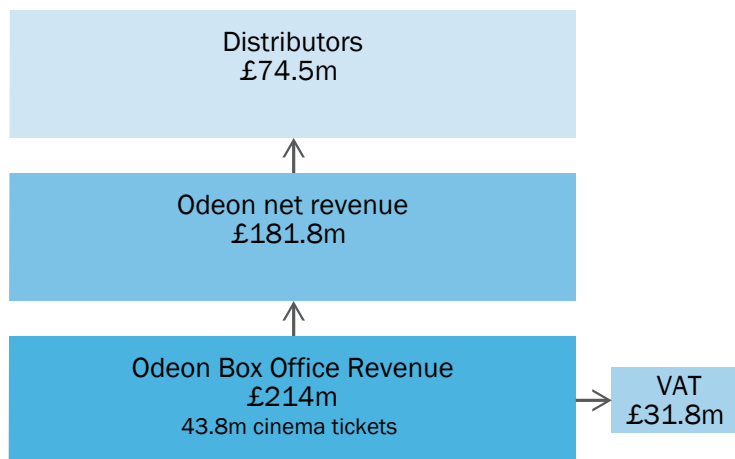 Distributors
£74.5m
Odeon net revenue
£181.8m
Odeon Box Office Revenue
£214m
43.8m cinema tickets
VAT
£31.8m